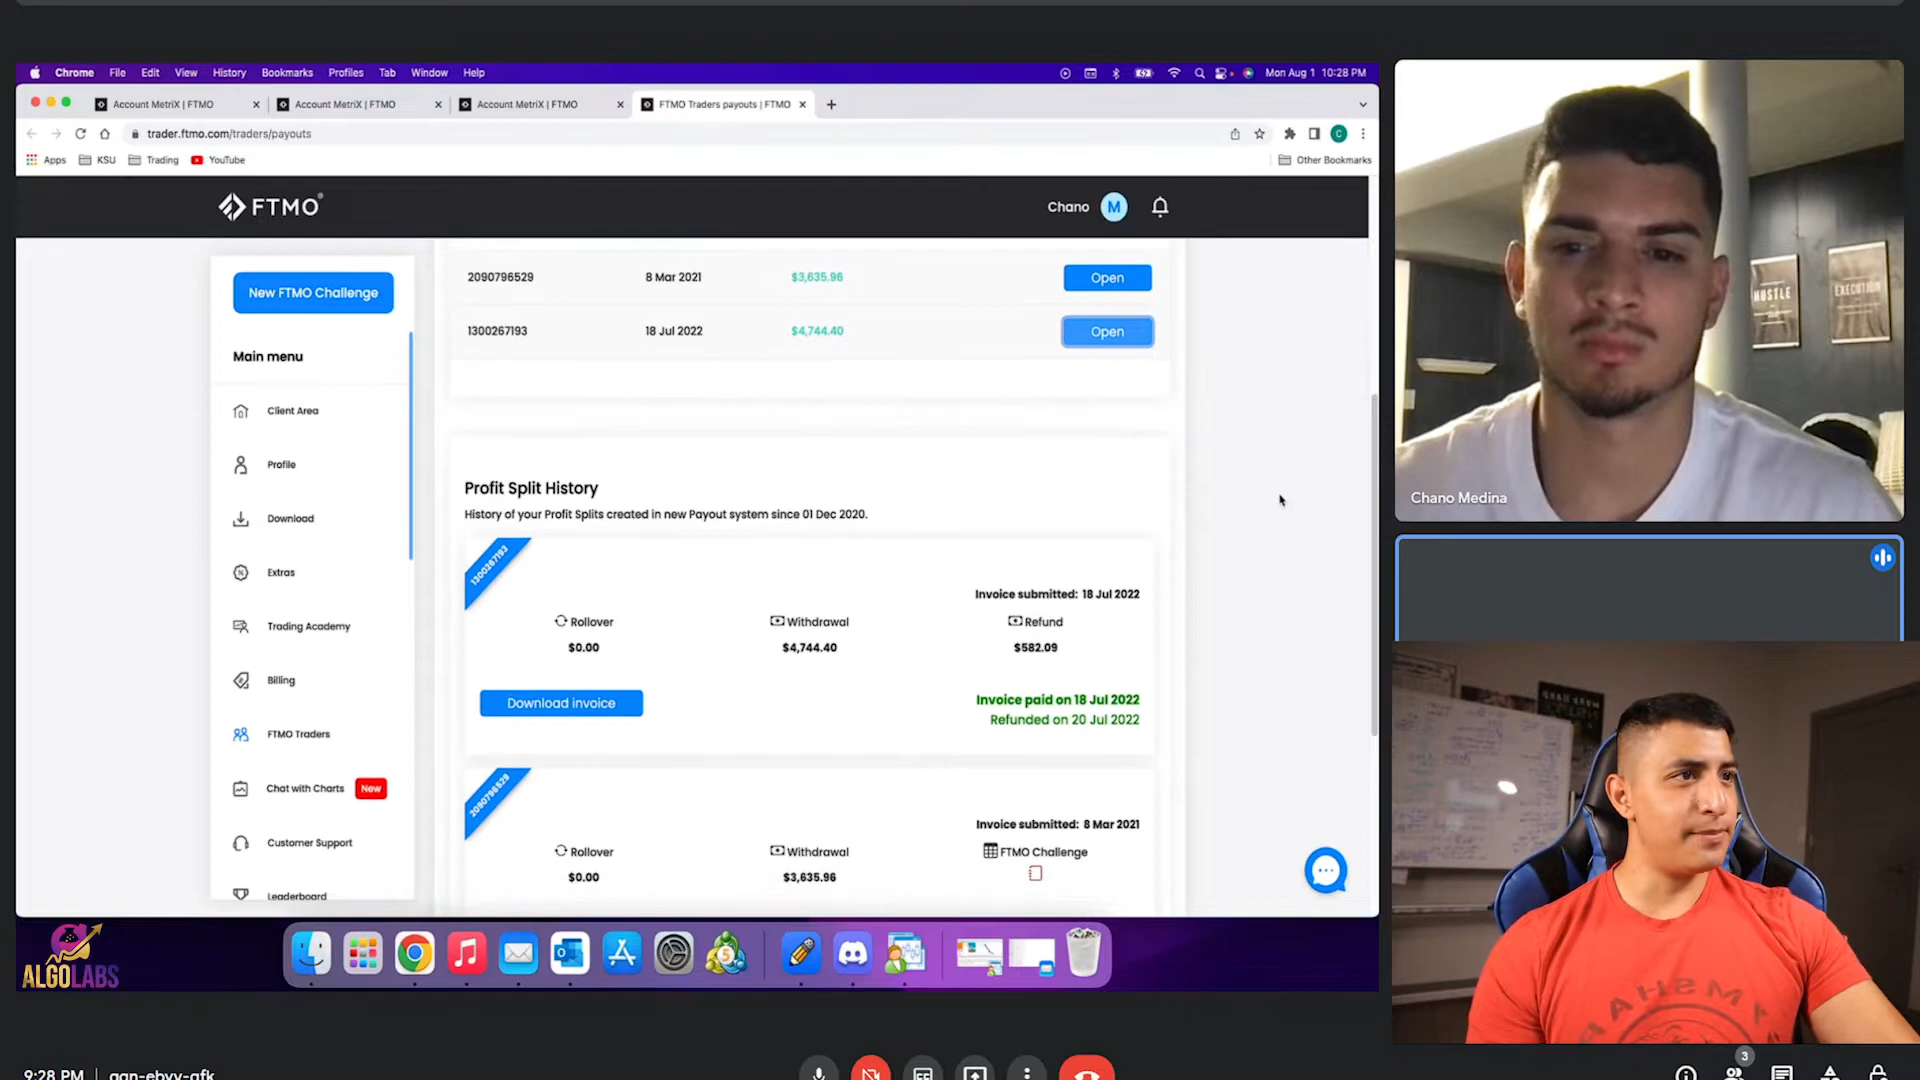 Chrome File Edit View History Bookmarks Profiles Tab Window Help Mon Aug 1 10:28 PM
Account MetriX | FTMO Account MetriX | FTMO Account MetriX | FTMO FTMO Traders payouts | FTMO
trader.ftmo.com/traders/payouts C
Apps KSU Trading YouTube Other Bookmarks
FTMO Chano M
New FTMO Challenge
Main menu
Client Area
Profile
Download
Extras
Trading Academy
Billing
FTMO Traders
Chat with Charts New
Customer Support
Leaderboard
2090796529 8 Mar 2021 $3,635.96 Open
1300267193 18 Jul 2022 $4,744.40 Open
Profit Split History
History of your Profit Splits created in new Payout system since 01 Dec 2020.
1300267193
Invoice submitted: 18 Jul 2022
Rollover Withdrawal Refund
$0.00 $4,744.40 $582.09
Download invoice
Invoice paid on 18 Jul 2022
Refunded on 20 Jul 2022
2090796529
Invoice submitted: 8 Mar 2021
Rollover Withdrawal FTMO Challenge
$0.00 $3,635.96
HUSTLE
EXECUTION
Chano Medina
ALGOLABS
5
3
9:28 PM | aqn-ebyy-qfk